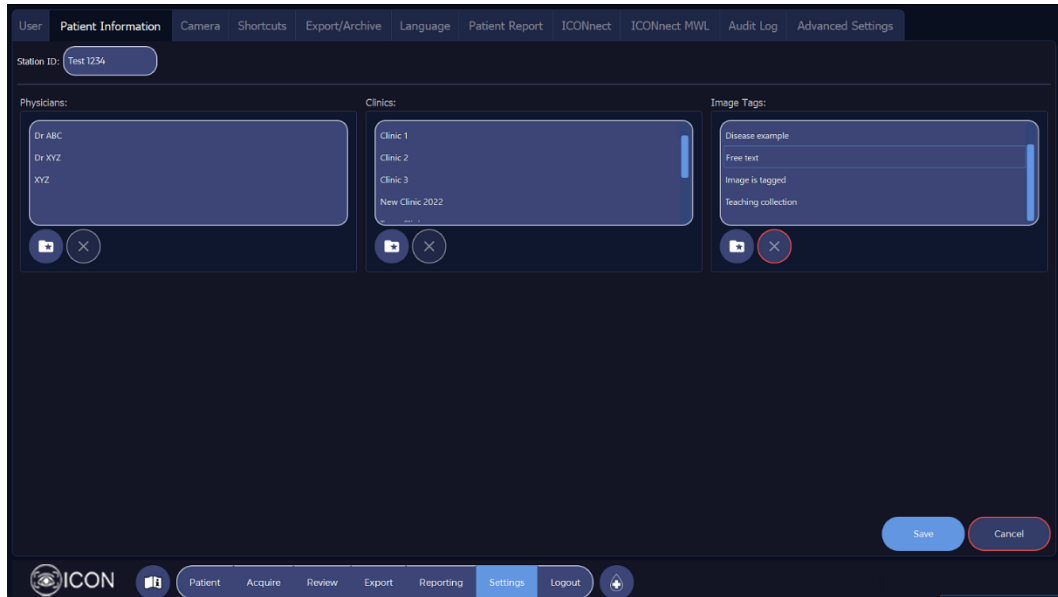 User Patient Information Camera Shortcuts Export/Archive Language Patient Report ICONnect ICONnect MWL Audit Log Advanced Settings
Station ID: Test 1234
Physicians:
Dr ABC
Dr XYZ
XYZ
Clinics:
Clinic 1
Clinic 2
Clinic 3
New Clinic 2022
Image Tags:
Disease example
Free text
Image is tagged
Teaching collection
Save Cancel
ICON Patient Acquire Review Export Reporting Settings Logout